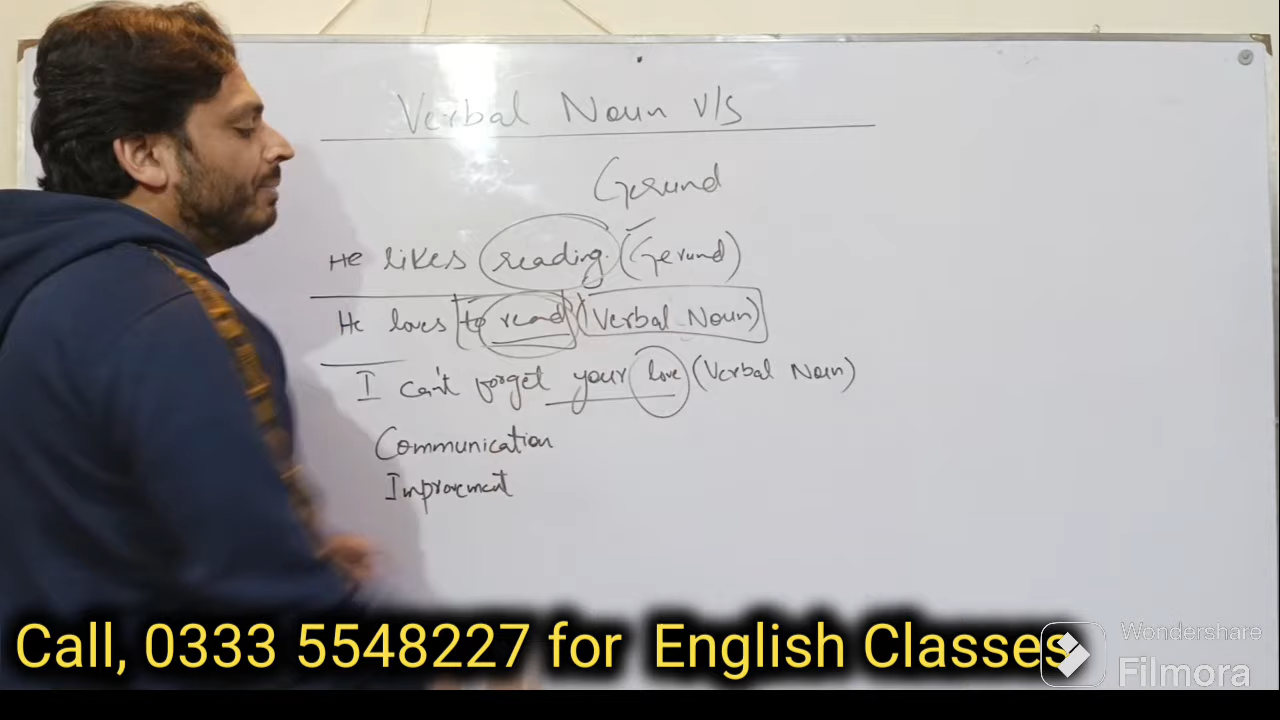 Verbal Noun V/S
Gerund
He likes reading. (Gerund)
He loves to read (Verbal Noun)
I can't forget your love (Verbal Noun)
Communication
Improvement
Call, 0333 5548227 for English Classes
Wondershare
Filmora